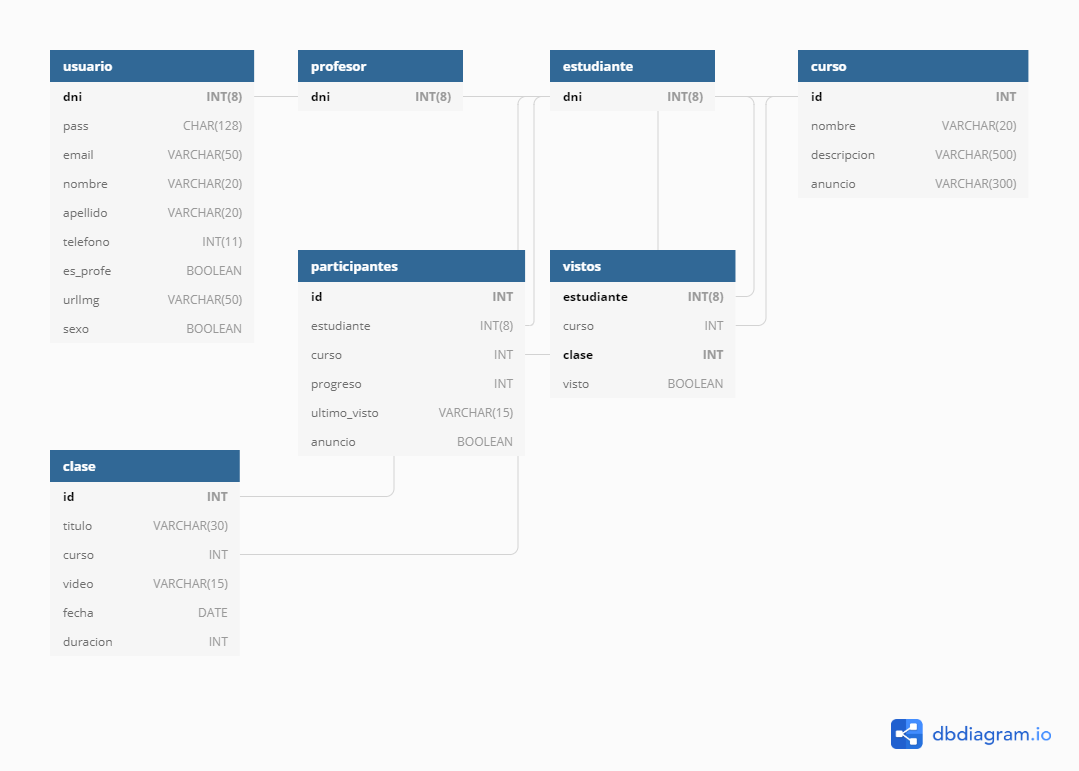 usuario
dni INT(8)
pass CHAR(128)
email VARCHAR(50)
nombre VARCHAR(20)
apellido VARCHAR(20)
telefono INT(11)
es_profe BOOLEAN
urlImg VARCHAR(50)
sexo BOOLEAN
profesor
dni INT(8)
estudiante
dni INT(8)
curso
id INT
nombre VARCHAR(20)
descripcion VARCHAR(500)
anuncio VARCHAR(300)
participantes
id INT
estudiante INT(8)
curso INT
progreso INT
ultimo_visto VARCHAR(15)
anuncio BOOLEAN
vistos
estudiante INT(8)
curso INT
clase INT
visto BOOLEAN
clase
id INT
titulo VARCHAR(30)
curso INT
video VARCHAR(15)
fecha DATE
duracion INT
dbdiagram.io